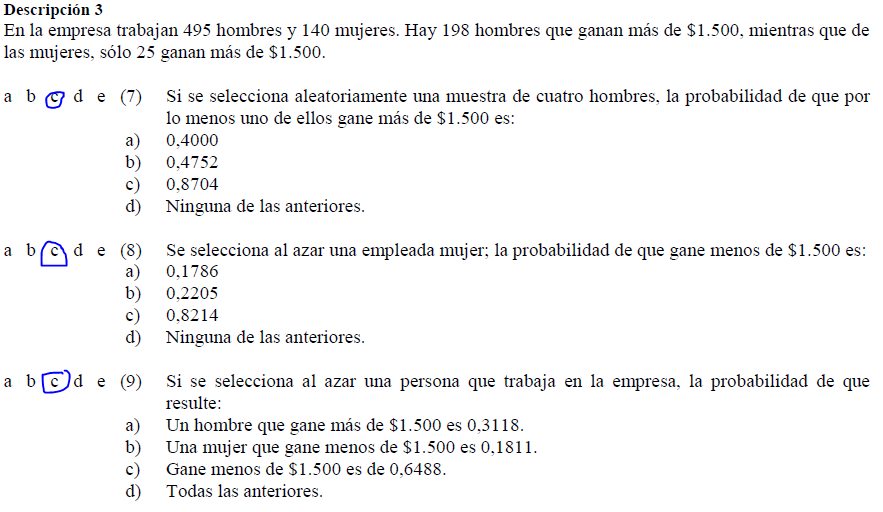 Descripción 3
En la empresa trabajan 495 hombres y 140 mujeres. Hay 198 hombres que ganan más de $1.500, mientras que de
las mujeres, sólo 25 ganan más de $1.500.
a b c d e (7) Si se selecciona aleatoriamente una muestra de cuatro hombres, la probabilidad de que por
lo menos uno de ellos gane más de $1.500 es:
a) 0,4000
b) 0,4752
c) 0,8704
d) Ninguna de las anteriores.
a b c d e (8) Se selecciona al azar una empleada mujer; la probabilidad de que gane menos de $1.500 es:
a) 0,1786
b) 0,2205
c) 0,8214
d) Ninguna de las anteriores.
a b c d e (9) Si se selecciona al azar una persona que trabaja en la empresa, la probabilidad de que
resulte:
a) Un hombre que gane más de $1.500 es 0,3118.
b) Una mujer que gane menos de $1.500 es 0,1811.
c) Gane menos de $1.500 es de 0,6488.
d) Todas las anteriores.